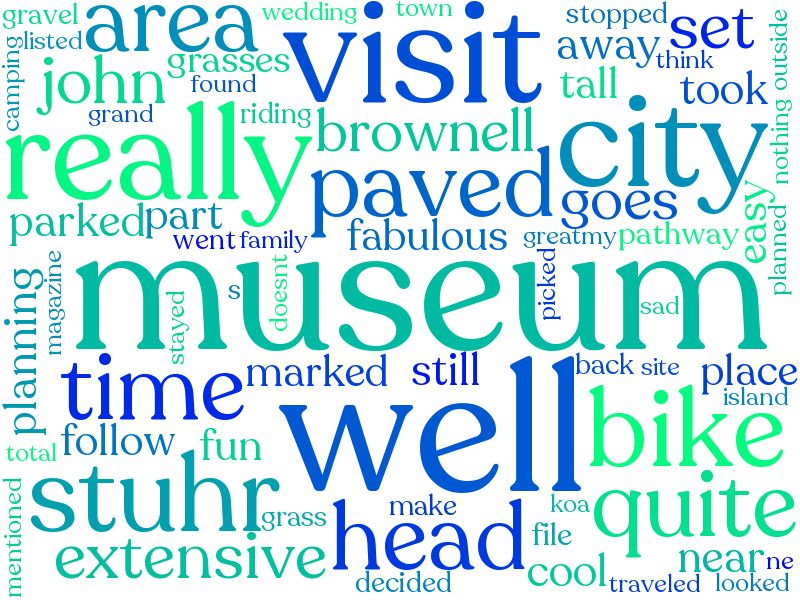 gravel
wedding
town
stopped
area
visit
set
listed
away
outside
camping
john
grasses
think
found
tall
took
grand
riding
really
brownell
city
nothing
paved
goes
parked
part
easy
went
family
fabulous
greatmy
pathway
planned
magazine
museum
picked
s
doesnt
sad
planning
stayed
time
marked
still
back
site
place
island
well
bike
follow
fun
total
stuhr
quite
mentioned
grass
make
koa
head
file
extensive
cool
near
ne
decided
traveled
looked